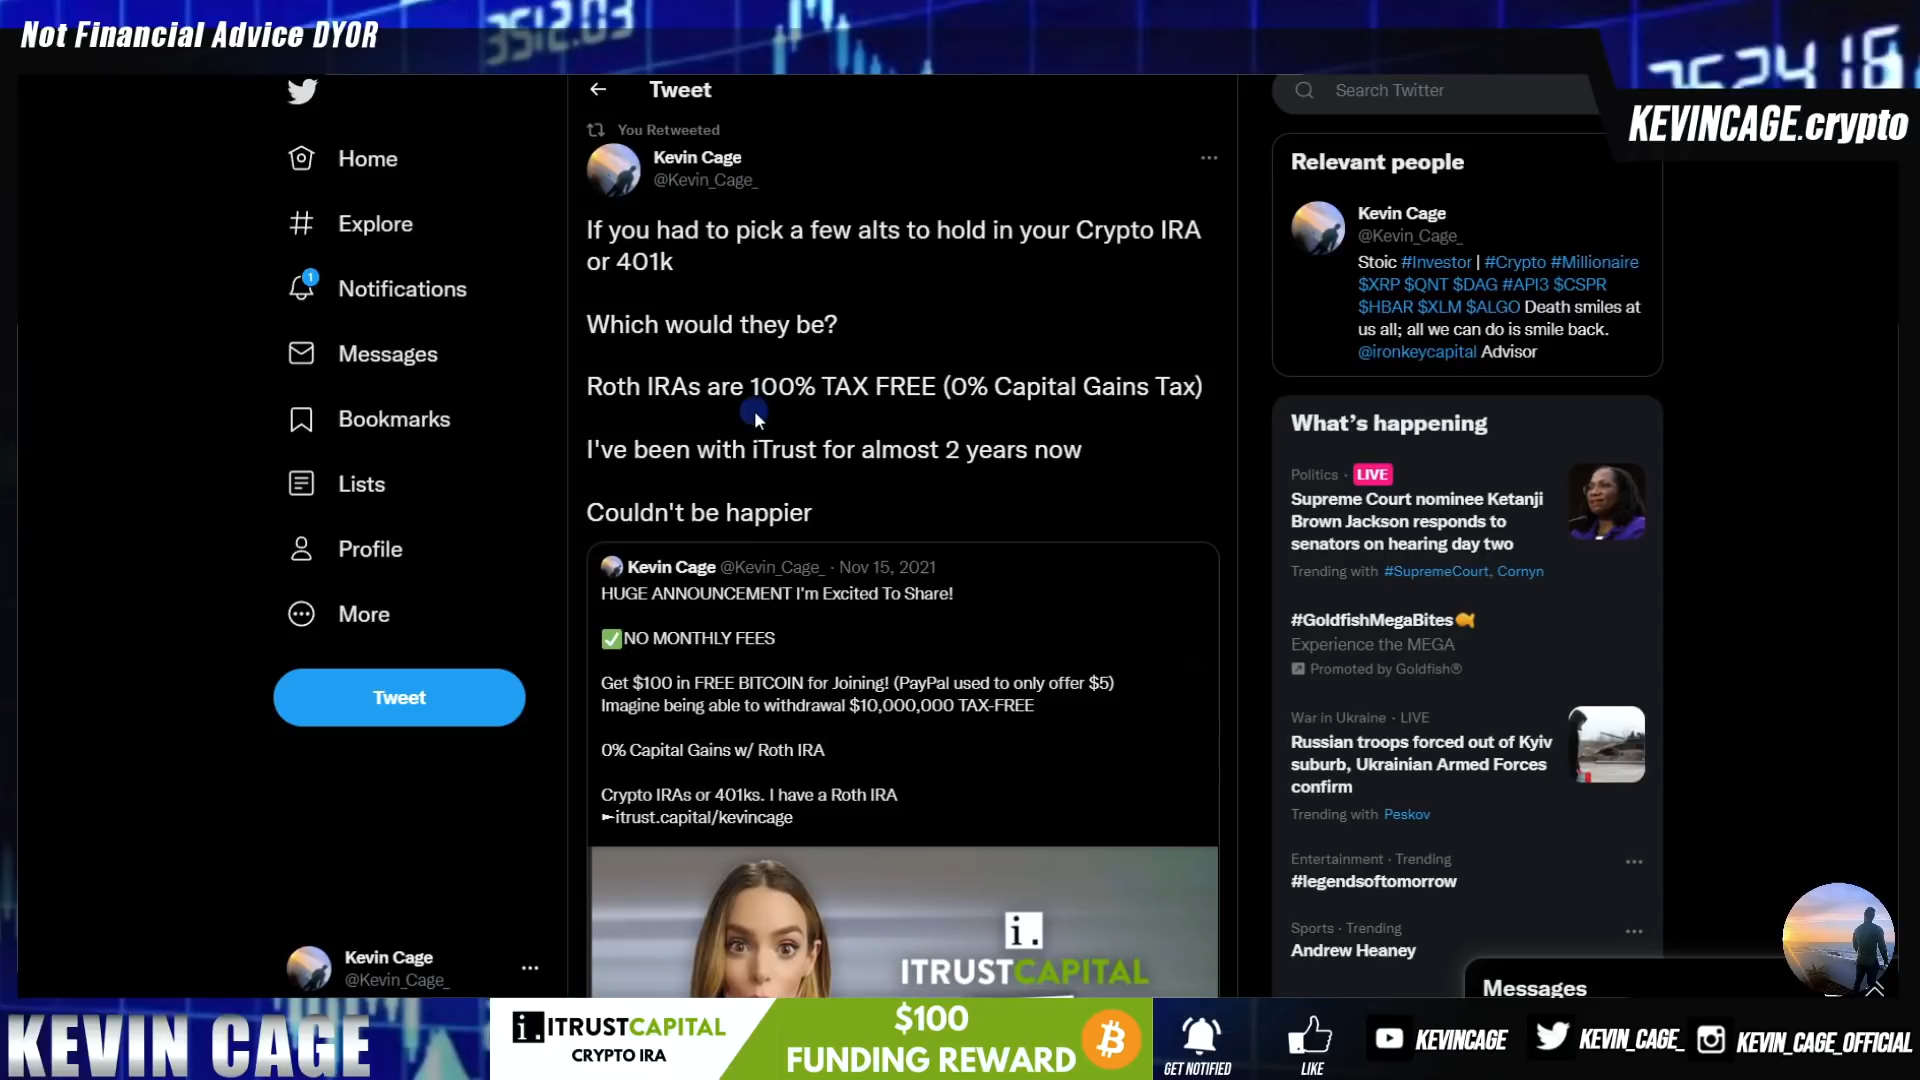 Not Financial Advice DYOR
3512.03
KEVINCAGE.crypto
Home
Explore
1
Notifications
Messages
Bookmarks
Lists
Profile
More
Tweet
Kevin Cage
@Kevin_Cage_
Tweet
You Retweeted
Kevin Cage
@Kevin_Cage_
If you had to pick a few alts to hold in your Crypto IRA
or 401k
Which would they be?
Roth IRAs are 100% TAX FREE (0% Capital Gains Tax)
I've been with iTrust for almost 2 years now
Couldn't be happier
Kevin Cage @Kevin_Cage_ · Nov 15, 2021
HUGE ANNOUNCEMENT I'm Excited To Share!
✅NO MONTHLY FEES
Get $100 in FREE BITCOIN for Joining! (PayPal used to only offer $5)
Imagine being able to withdrawal $10,000,000 TAX-FREE
0% Capital Gains w/ Roth IRA
Crypto IRAs or 401ks. I have a Roth IRA
►itrust.capital/kevincage
i.
ITRUSTCAPITAL
Search Twitter
Relevant people
Kevin Cage
@Kevin_Cage_
Stoic #Investor | #Crypto #Millionaire
$XRP $QNT $DAG #API3 $CSPR
$HBAR $XLM $ALGO Death smiles at
us all; all we can do is smile back.
@ironkeycapital Advisor
What's happening
Politics · LIVE
Supreme Court nominee Ketanji
Brown Jackson responds to
senators on hearing day two
Trending with #SupremeCourt, Cornyn
#GoldfishMegaBites
Experience the MEGA
Promoted by Goldfish®
War in Ukraine · LIVE
Russian troops forced out of Kyiv
suburb, Ukrainian Armed Forces
confirm
Trending with Peskov
Entertainment · Trending
#legendsoftomorrow
Sports · Trending
Andrew Heaney
Messages
KEVIN CAGE
i. ITRUSTCAPITAL
CRYPTO IRA
$100
FUNDING REWARD
GET NOTIFIED
LIKE
KEVINCAGE
KEVIN_CAGE_
KEVIN_CAGE_OFFICIAL